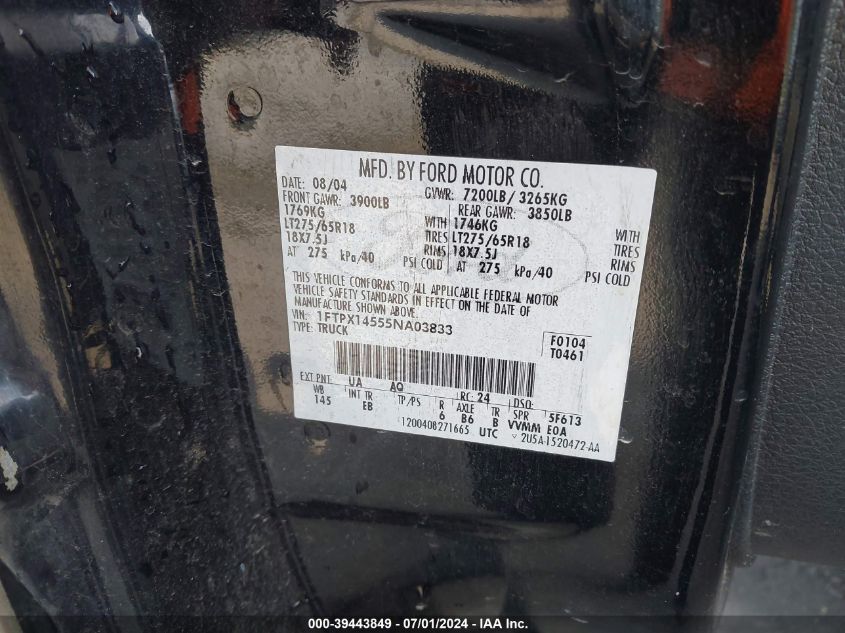 MFD. BY FORD MOTOR CO.
DATE: 08/04 GVWR: 7200LB/ 3265KG
FRONT GAWR: 3900LB REAR GAWR: 3850LB
1769KG WITH 1746KG WITH
LT275/65R18 TIRES LT275/65R18 TIRES
18X7.5J RIMS 18X7.5J RIMS
AT 275 kPa/40 PSI COLD AT 275 kPa/40 PSI COLD
THIS VEHICLE CONFORMS TO ALL APPLICABLE FEDERAL MOTOR
VEHICLE SAFETY STANDARDS IN EFFECT ON THE DATE OF
MANUFACTURE SHOWN ABOVE.
VIN: 1FTPX14555NA03833 F0104
TYPE: TRUCK T0461
EXT PNT: UA AQ RC: 24 DSO:
WB INT TR TP/PS R AXLE TR SPR 5F613
145 EB 6 B6 B VVMM EOA
1200408271665 UTC 2U5A-1520472-AA
000-39443849 - 07/01/2024 - IAA Inc.